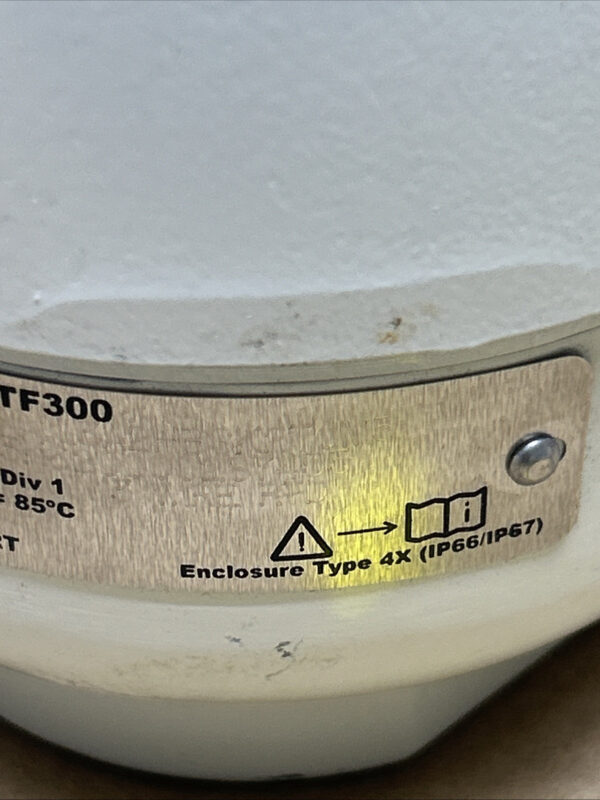 TF300
Div 1
85°C
T
Enclosure Type 4X (IP66/IP67)